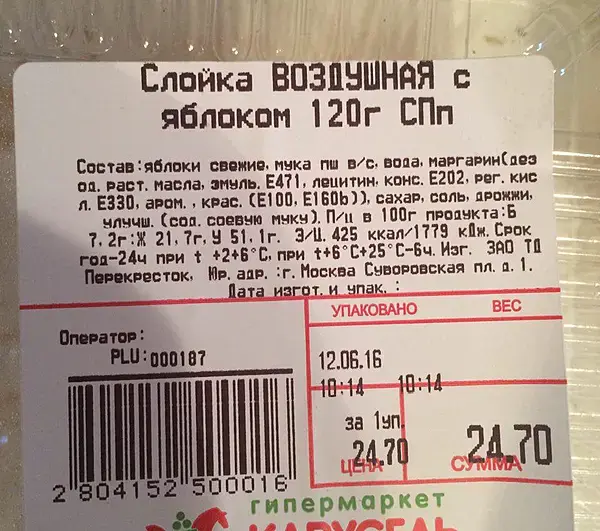 Слойка ВОЗДУШНАЯ с
яблоком 120г СПп
Состав:яблоки свежие, мука пш в/с, вода, маргарин(дез
од. раст. масла, эмуль. Е471, лецитин, конс. Е202, рег. кис
л. Е330, аром. , крас. (Е100, Е160b)), сахар, соль, дрожжи,
улучш. (сод. соевую муку). П/ц в 100г продукта:Б
7, 2г:Ж 21, 7г, У 51, 1г. Э/Ц. 425 ккал/1779 кДж. Срок
год-24ч при t +2+6°C, при t+6°C+25°C-6ч. Изг. ЗАО ТД
Перекресток, Юр. адр. :г. Москва Суворовская пл. д. 1.
Дата изгот. и упак. :
УПАКОВАНО ВЕС
Оператор:
PLU:000187
12.06.16
10:14 10:14
за 1уп.
24.70 24.70
ЦЕНА СУММА
2 804152 500016
гипермаркет
КАРУСЕЛЬ